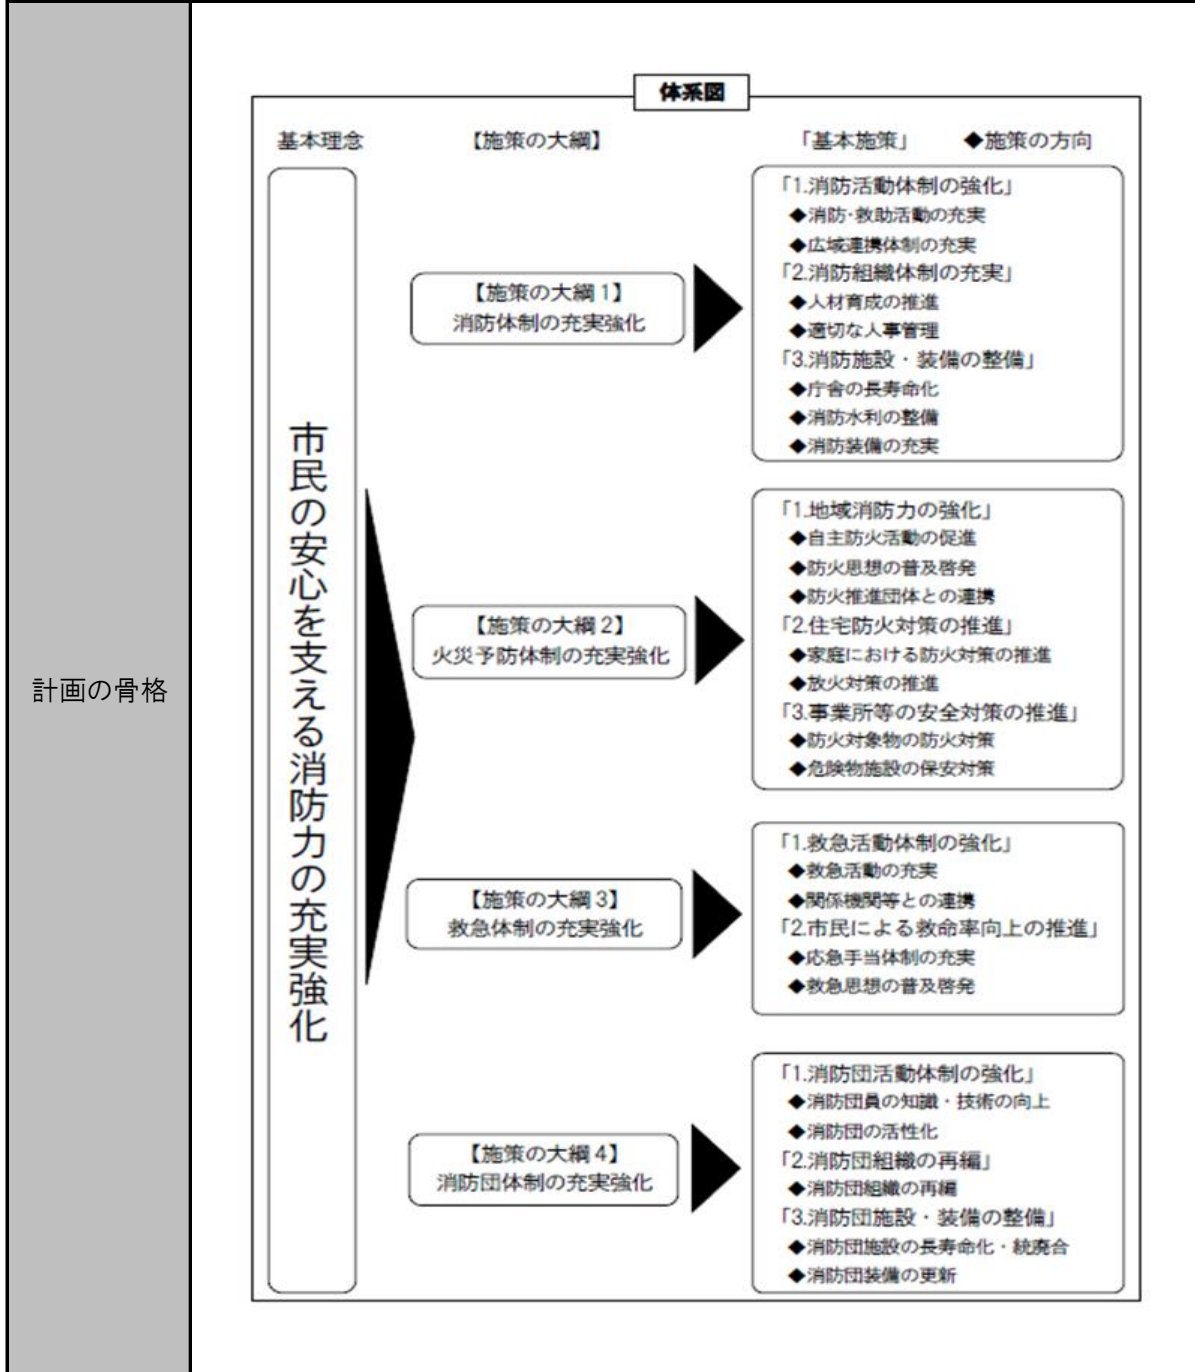 計画の骨格
体系図
基本理念
【施策の大綱】
「基本施策」 ◆施策の方向
市民の安心を支える消防力の充実強化
【施策の大綱1】
消防体制の充実強化
「1.消防活動体制の強化」
◆消防・救助活動の充実
◆広域連携体制の充実
「2.消防組織体制の充実」
◆人材育成の推進
◆適切な人事管理
「3.消防施設・装備の整備」
◆庁舎の長寿命化
◆消防水利の整備
◆消防装備の充実
【施策の大綱2】
火災予防体制の充実強化
「1.地域消防力の強化」
◆自主防火活動の促進
◆防火思想の普及啓発
◆防火推進団体との連携
「2.住宅防火対策の推進」
◆家庭における防火対策の推進
◆放火対策の推進
「3.事業所等の安全対策の推進」
◆防火対象物の防火対策
◆危険物施設の保安対策
【施策の大綱3】
救急体制の充実強化
「1.救急活動体制の強化」
◆救急活動の充実
◆関係機関等との連携
「2.市民による救命率向上の推進」
◆応急手当体制の充実
◆救急思想の普及啓発
【施策の大綱4】
消防団体制の充実強化
「1.消防団活動体制の強化」
◆消防団員の知識・技術の向上
◆消防団の活性化
「2.消防団組織の再編」
◆消防団組織の再編
「3.消防団施設・装備の整備」
◆消防団施設の長寿命化・統廃合
◆消防団装備の更新